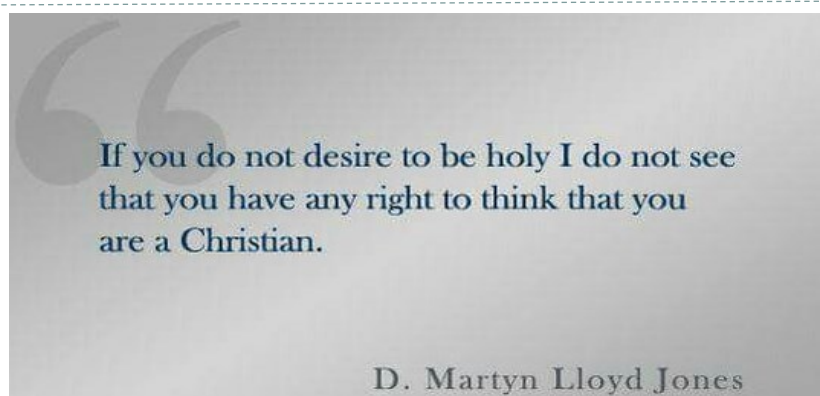 If you do not desire to be holy I do not see
that you have any right to think that you
are a Christian.
D. Martyn Lloyd Jones